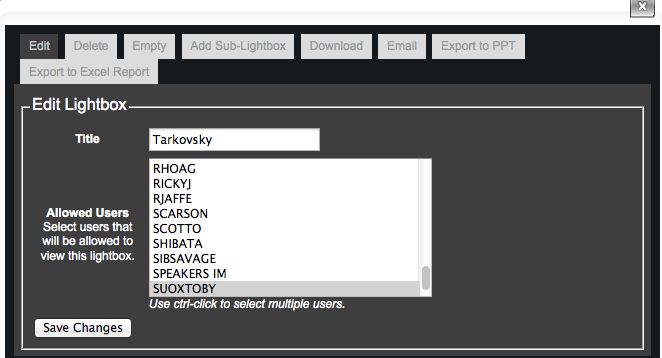 x
Edit
Delete
Empty
Add Sub-Lightbox
Download
Email
Export to PPT
Export to Excel Report
Edit Lightbox
Title
Tarkovsky
RHOAG
RICKYJ
RJAFFE
SCARSON
SCOTTO
SHIBATA
SIBSAVAGE
SPEAKERS IM
SUOXTOBY
Allowed Users
Select users that
will be allowed to
view this lightbox.
Use ctrl-click to select multiple users.
Save Changes